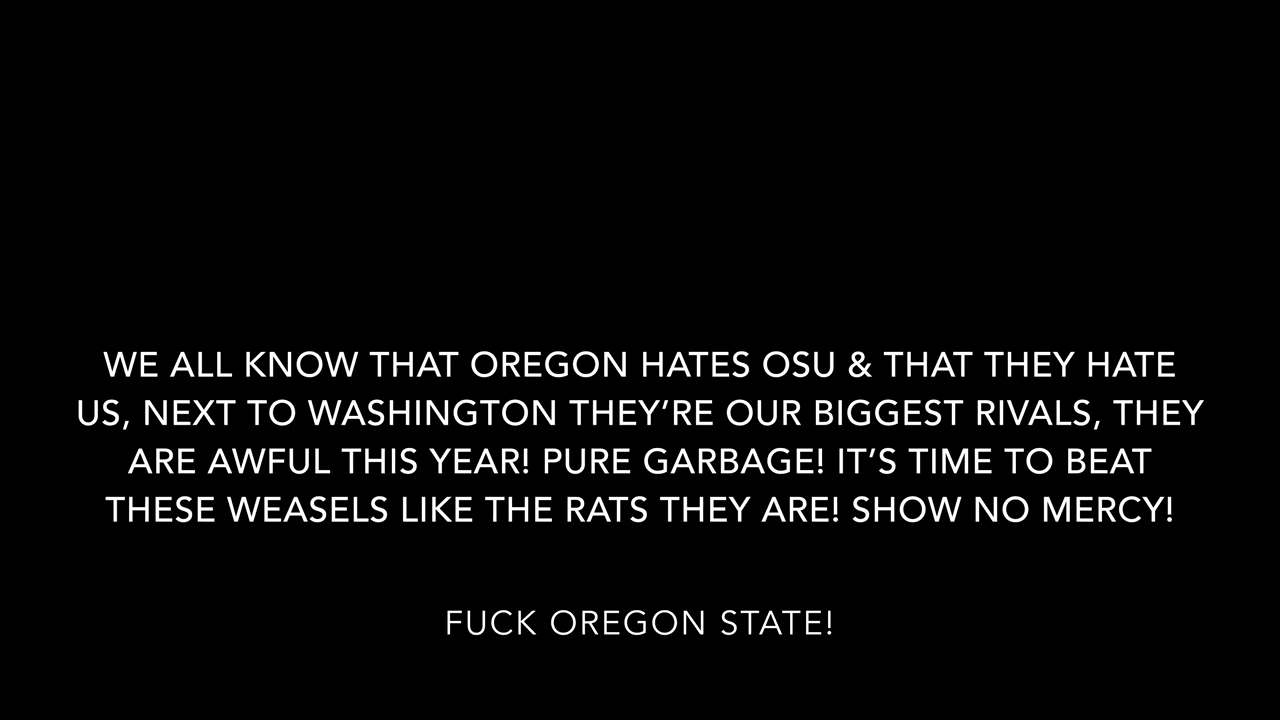 WE ALL KNOW THAT OREGON HATES OSU & THAT THEY HATE
US, NEXT TO WASHINGTON THEY’RE OUR BIGGEST RIVALS, THEY
ARE AWFUL THIS YEAR! PURE GARBAGE! IT’S TIME TO BEAT
THESE WEASELS LIKE THE RATS THEY ARE! SHOW NO MERCY!
FUCK OREGON STATE!